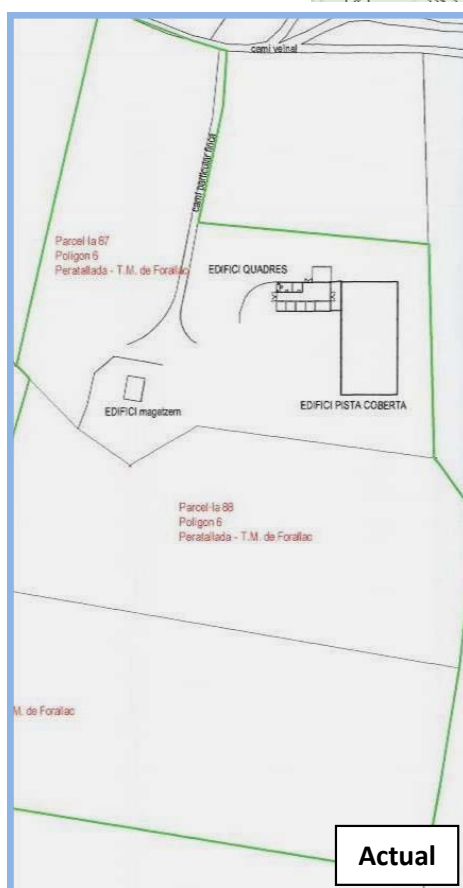 camí veïnal
camí particular finca
Parcel·la 87
Polígon 6
Peratallada - T.M. de Forallac
EDIFICI QUADRES
EDIFICI magatzem
EDIFICI PISTA COBERTA
Parcel·la 88
Polígon 6
Peratallada - T.M. de Forallac
M. de Forallac
Actual